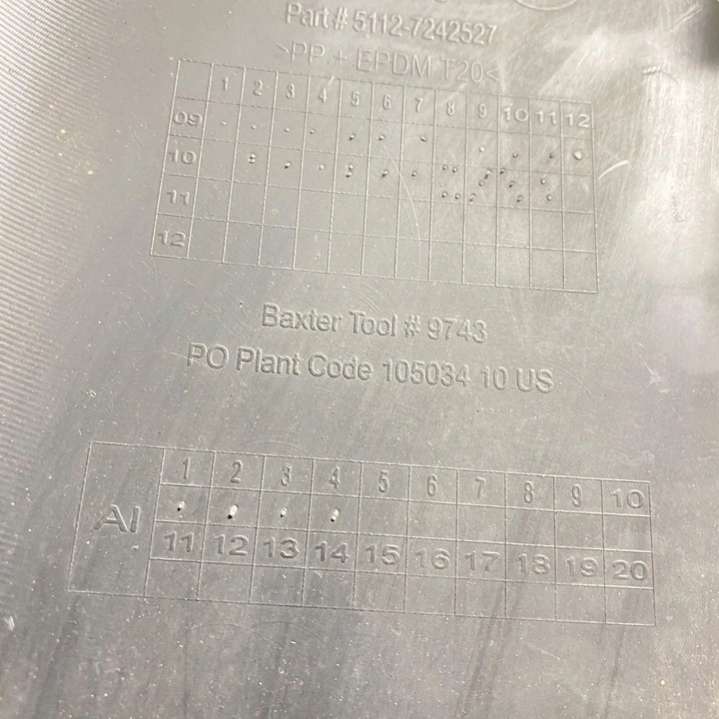 Part # 5112-7242527
>PP + EPDM T20<
1 2 3 4 5 6 7 8 9 10 11 12
09
10
11
12
Baxter Tool # 9743
PO Plant Code 105034 10 US
AI
1 2 3 4 5 6 7 8 9 10
11 12 13 14 15 16 17 18 19 20